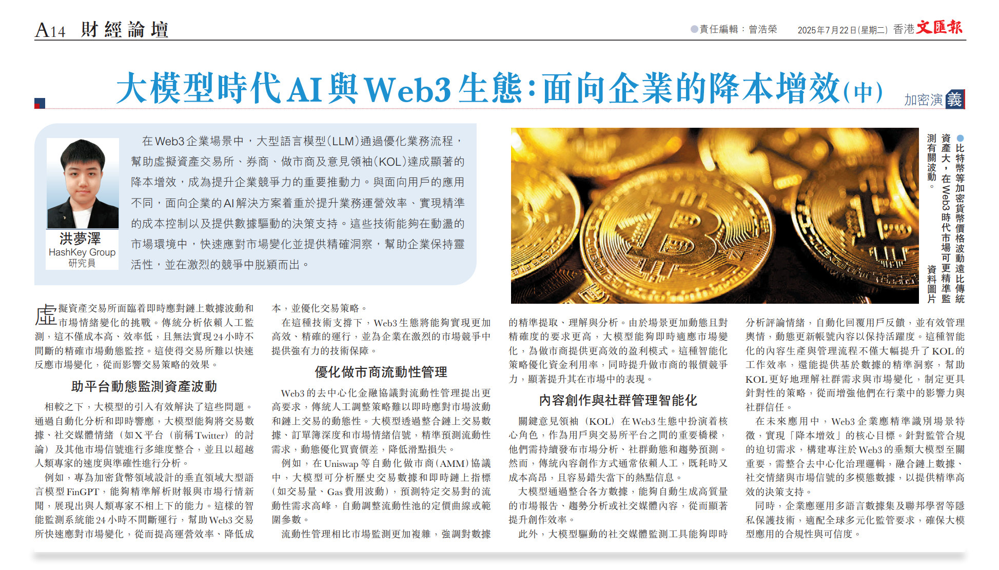 A14 財經論壇
●責任編輯：曾浩榮 2025年7月22日(星期二) 香港文匯報
大模型時代AI與Web3生態：面向企業的降本增效(中)
加密演義
在Web3企業場景中，大型語言模型(LLM)通過優化業務流程，
幫助虛擬資產交易所、券商、做市商及意見領袖(KOL)達成顯著的
降本增效，成為提升企業競爭力的重要推動力。與面向用戶的應用
不同，面向企業的AI解決方案着重於提升業務運營效率、實現精準
的成本控制以及提供數據驅動的決策支持。這些技術能夠在動盪的
市場環境中，快速應對市場變化並提供精確洞察，幫助企業保持靈
活性，並在激烈的競爭中脱穎而出。
洪夢澤
HashKey Group
研究員
●比特幣等加密貨幣價格波動遠比傳統
資產大，在Web3時代市場可更精準監
測有關波動。 資料圖片
虛擬資產交易所面臨着即時應對鏈上數據波動和
市場情緒變化的挑戰。傳統分析依賴人工監
測，這不僅成本高、效率低，且無法實現24小時不
間斷的精確市場動態監控。這使得交易所難以快速
反應市場變化，從而影響交易策略的效果。
助平台動態監測資產波動
相較之下，大模型的引入有效解決了這些問題。
通過自動化分析和即時響應，大模型能夠將交易數
據、社交媒體情緒（如X平台（前稱Twitter）的討
論）及其他市場信號進行多維度整合，並且以超越
人類專家的速度與準確性進行分析。
例如，專為加密貨幣領域設計的垂直領域大型語
言模型FinGPT，能夠精準解析財報與市場行情新
聞，展現出與人類專家不相上下的能力。這樣的智
能監測系統能24小時不間斷運行，幫助Web3交易
所快速應對市場變化，從而提高運營效率、降低成
本，並優化交易策略。
在這種技術支撐下，Web3生態將能夠實現更加
高效、精確的運行，並為企業在激烈的市場競爭中
提供強有力的技術保障。
優化做市商流動性管理
Web3的去中心化金融協議對流動性管理提出更
高要求，傳統人工調整策略難以即時應對市場波動
和鏈上交易的動態性。大模型透過整合鏈上交易數
據、訂單簿深度和市場情緒信號，精準預測流動性
需求，動態優化買賣價差，降低滑點損失。
例如，在Uniswap等自動化做市商(AMM)協議
中，大模型可分析歷史交易數據和即時鏈上指標
(如交易量、Gas費用波動)，預測特定交易對的流
動性需求高峰，自動調整流動性池的定價曲線或範
圍參數。
流動性管理相比市場監測更加複雜，強調對數據
的精準提取、理解與分析。由於場景更加動態且對
精確度的要求更高，大模型能夠即時適應市場變
化，為做市商提供更高效的盈利模式。這種智能化
策略優化資金利用率，同時提升做市商的報價競爭
力，顯著提升其在市場中的表現。
內容創作與社群管理智能化
關鍵意見領袖（KOL）在Web3生態中扮演着核
心角色，作為用戶與交易所平台之間的重要橋樑，
他們需持續發布市場分析、社群動態和趨勢預測。
然而，傳統內容創作方式通常依賴人工，既耗時又
成本高昂，且容易錯失當下的熱點信息。
大模型通過整合各方數據，能夠自動生成高質量
的市場報告、趨勢分析或社交媒體內容，從而顯著
提升創作效率。
此外，大模型驅動的社交媒體監測工具能夠即時
分析評論情緒，自動化回覆用戶反饋，並有效管理
輿情，動態更新帳號內容以保持活躍度。這種智能
化的內容生產與管理流程不僅大幅提升了KOL的
工作效率，還能提供基於數據的精準洞察，幫助
KOL更好地理解社群需求與市場變化，制定更具
針對性的策略，從而增強他們在行業中的影響力與
社群信任。
在未來應用中，Web3企業應精準識別場景特
徵，實現「降本增效」的核心目標。針對監管合規
的迫切需求，構建專注於Web3的垂類大模型至關
重要，需整合去中心化治理邏輯，融合鏈上數據、
社交情緒與市場信號的多模態數據，以提供精準高
效的決策支持。
同時，企業應運用多語言數據集及聯邦學習等隱
私保護技術，適配全球多元化監管要求，確保大模
型應用的合規性與可信度。